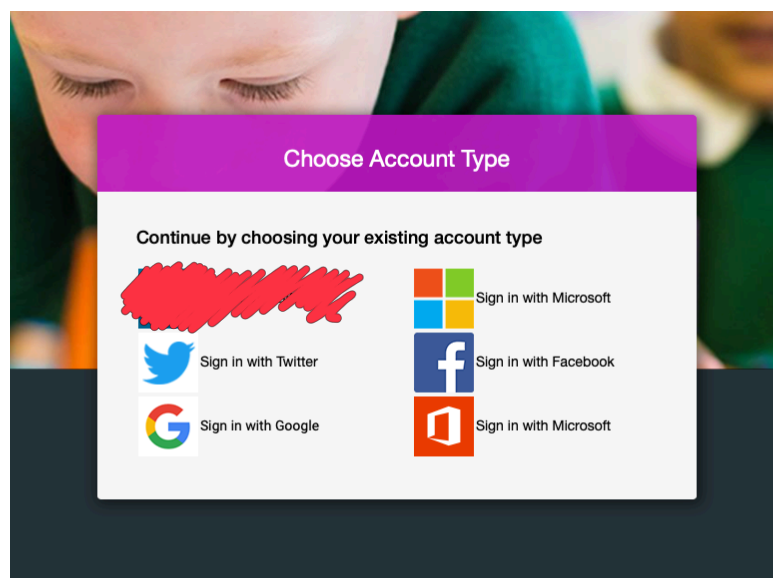 Choose Account Type
Continue by choosing your existing account type
Sign in with Microsoft
Sign in with Twitter
Sign in with Facebook
Sign in with Google
Sign in with Microsoft